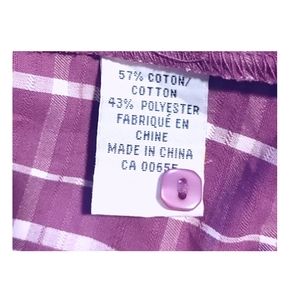 57% COTON/
COTTON
43% POLYESTER
FABRIQUÉ EN
CHINE
MADE IN CHINA
CA 00655